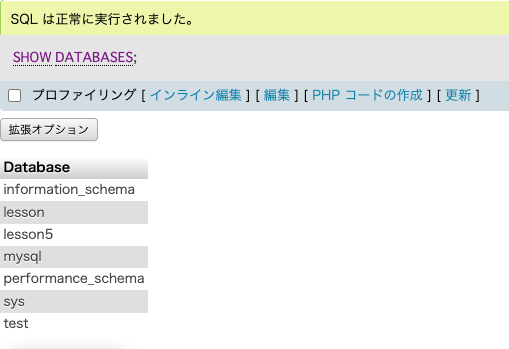 SQL は正常に実行されました。
SHOW DATABASES;
プロファイリング [ インライン編集 ] [ 編集 ] [ PHP コードの作成 ] [ 更新 ]
拡張オプション
Database
information_schema
lesson
lesson5
mysql
performance_schema
sys
test